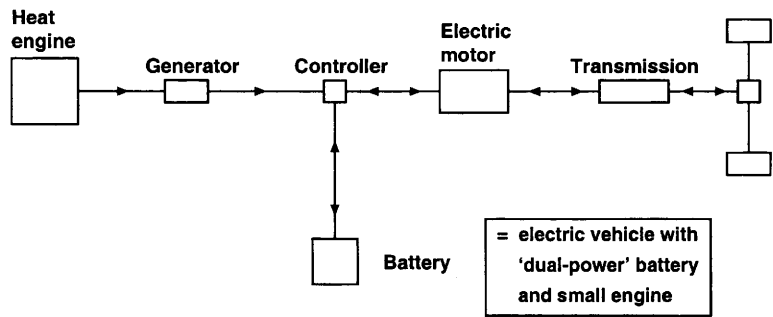 Heat
engine
Generator
Controller
Electric
motor
Transmission
Battery
= electric vehicle with
‘dual-power’ battery
and small engine